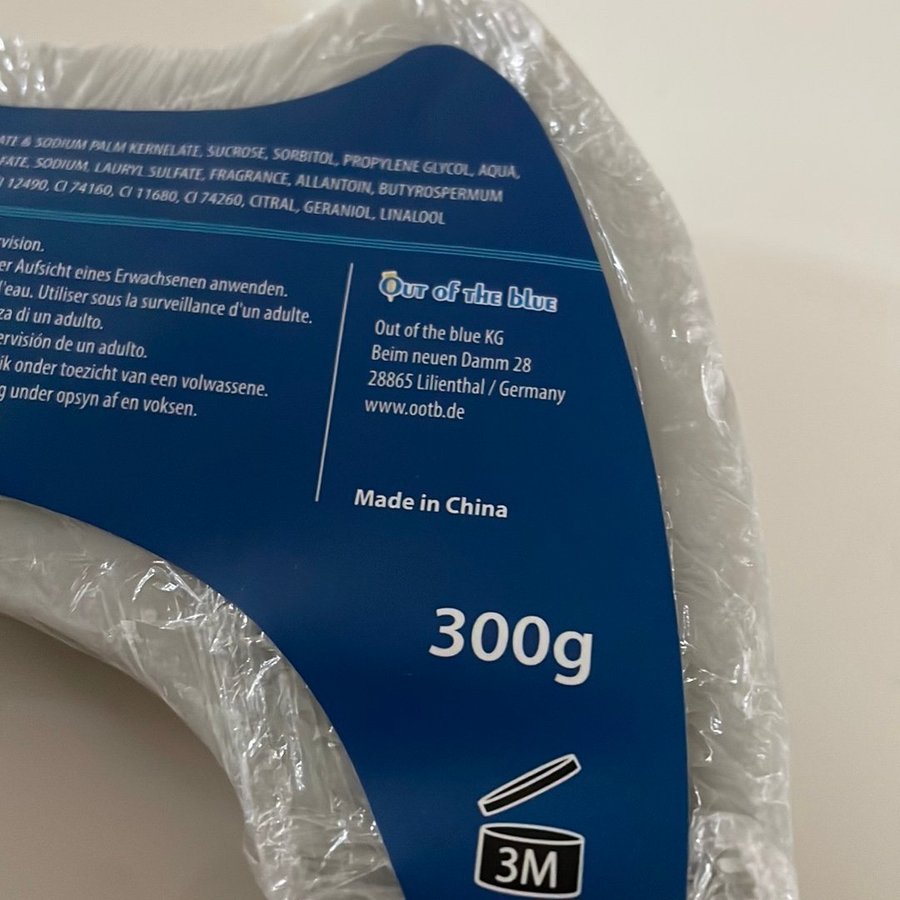 ATE & SODIUM PALM KERNELATE, SUCROSE, SORBITOL, PROPYLENE GLYCOL, AQUA,
FATE, SODIUM, LAURYL SULFATE, FRAGRANCE, ALLANTOIN, BUTYROSPERMUM
I 12490, CI 74160, CI 11680, CI 74260, CITRAL, GERANIOL, LINALOOL
rvision.
er Aufsicht eines Erwachsenen anwenden.
l'eau. Utiliser sous la surveillance d'un adulte.
za di un adulto.
ervisión de un adulto.
ik onder toezicht van een volwassene.
g under opsyn af en voksen.
Out of the blue
Out of the blue KG
Beim neuen Damm 28
28865 Lilienthal / Germany
www.ootb.de
Made in China
300g
3M